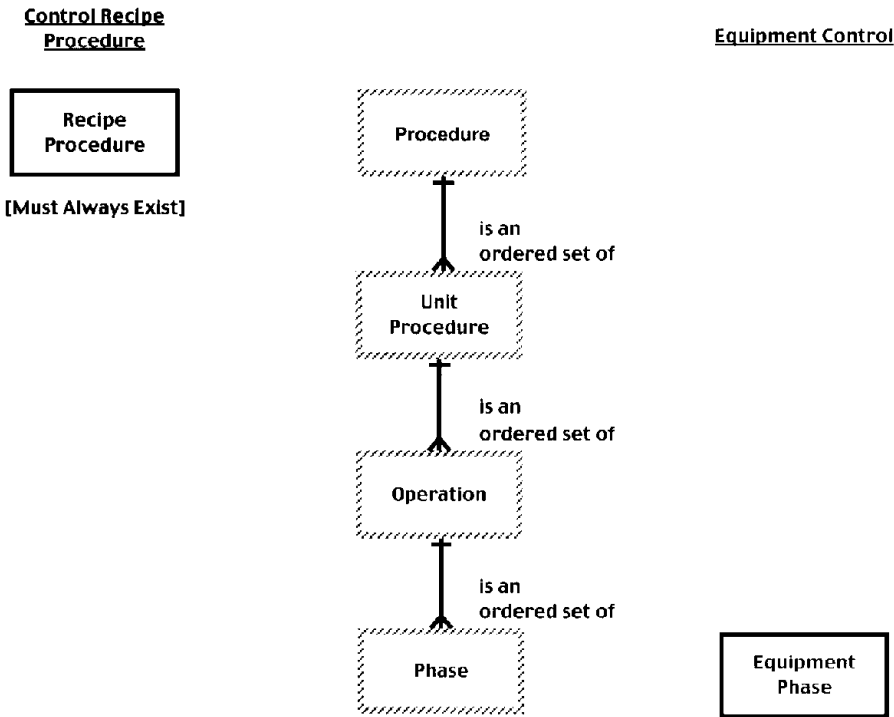 Control Recipe
Procedure
Equipment Control
Recipe
Procedure
[Must Always Exist]
Procedure
is an
ordered set of
Unit
Procedure
is an
ordered set of
Operation
is an
ordered set of
Phase
Equipment
Phase